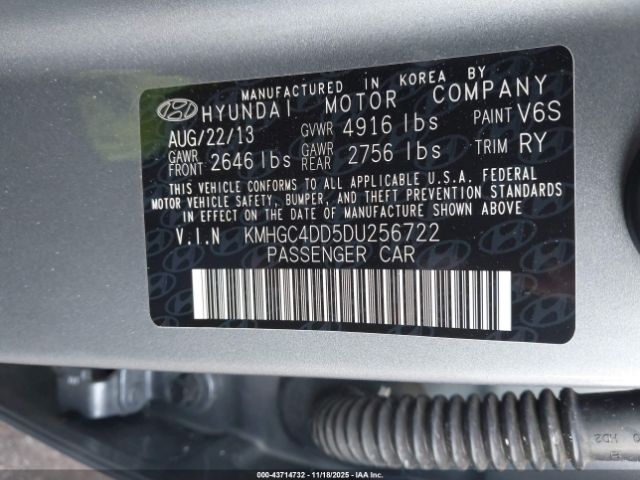 MANUFACTURED IN KOREA BY
HYUNDAI MOTOR COMPANY
AUG/22/13 GVWR 4916 lbs PAINT V6S
GAWR FRONT 2646 lbs GAWR REAR 2756 lbs TRIM RY
THIS VEHICLE CONFORMS TO ALL APPLICABLE U.S.A. FEDERAL
MOTOR VEHICLE SAFETY, BUMPER, AND THEFT PREVENTION STANDARDS
IN EFFECT ON THE DATE OF MANUFACTURE SHOWN ABOVE.
V.I.N KMHGC4DD5DU256722
PASSENGER CAR
HD2
000-43714732 11/18/2025 IAA Inc.